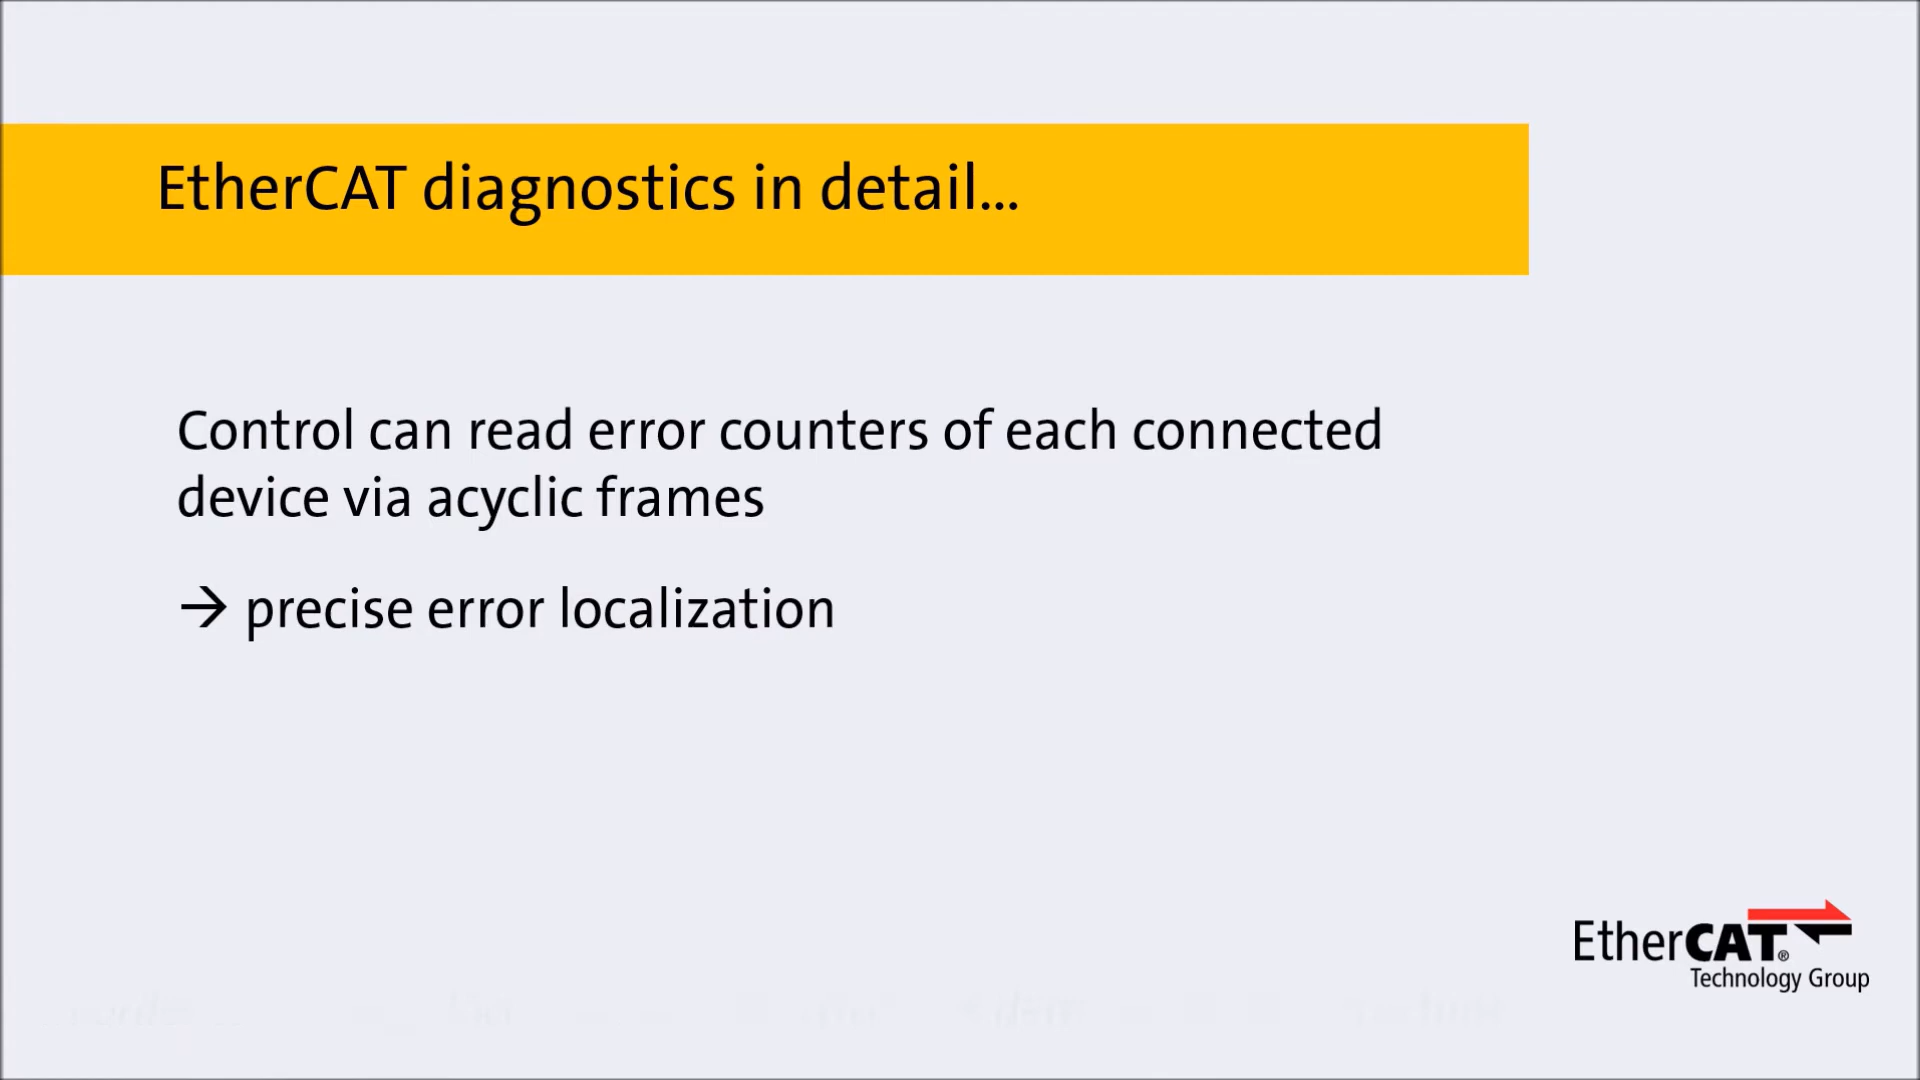 EtherCAT diagnostics in detail...
Control can read error counters of each connected
device via acyclic frames
→ precise error localization
EtherCAT®
Technology Group